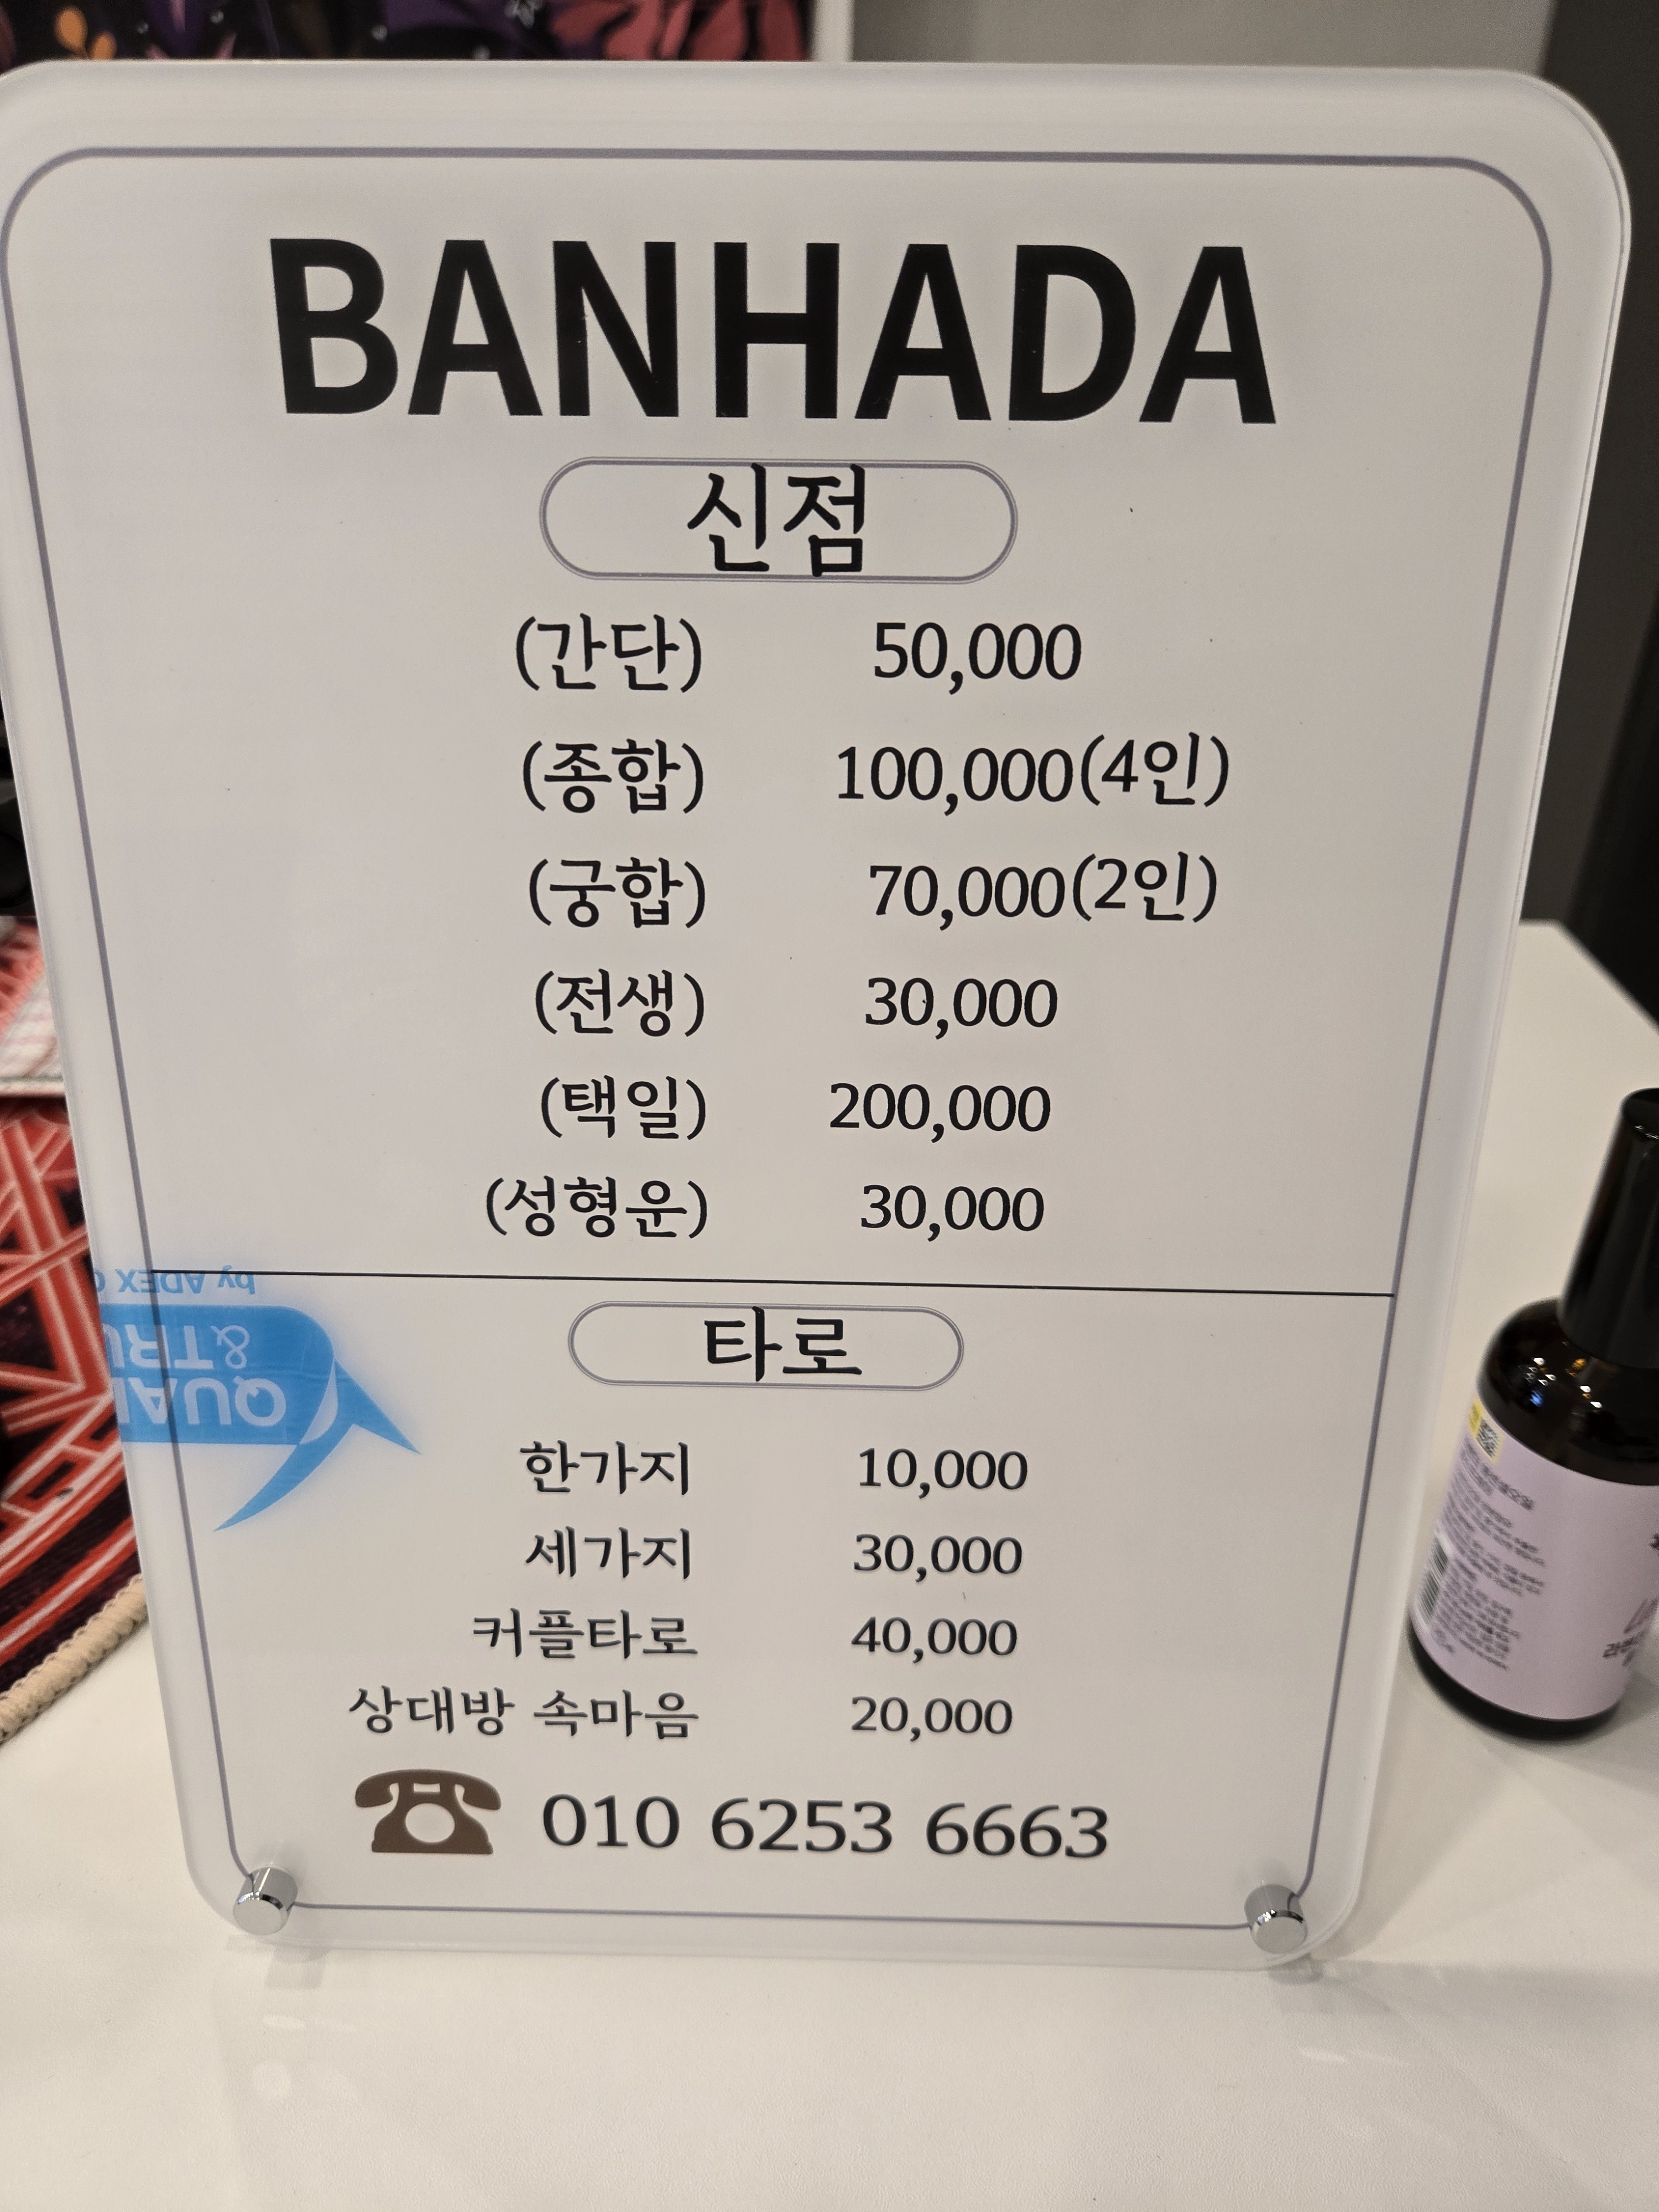 BANHADA
신점
(간단) 50,000
(종합) 100,000(4인)
(궁합) 70,000(2인)
(전생) 30,000
(택일) 200,000
(성형운) 30,000
by ADEX
& 
타로
한가지 10,000
세가지 30,000
커플타로 40,000
상대방 속마음 20,000
010 6253 6663